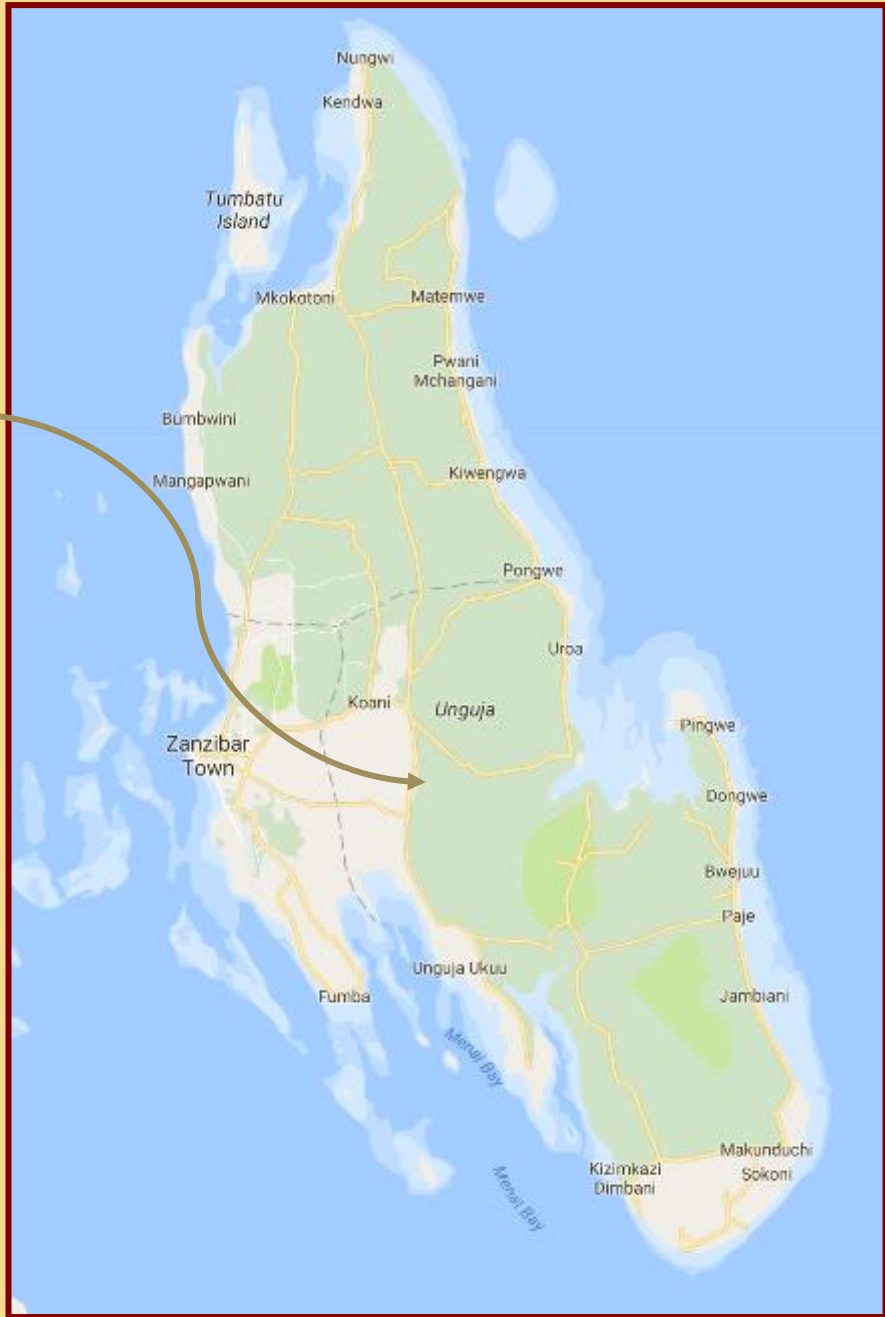 Nungwi
Kendwa
Tumbatu
Island
Mkokotoni
Matemwe
Pwani
Mchangani
Bumbwini
Mangapwani
Kiwengwa
Pongwe
Uroa
Koani
Unguja
Pingwe
Zanzibar
Town
Dongwe
Bwejuu
Paje
Unguja Ukuu
Fumba
Jambiani
Menai Bay
Makunduchi
Sokoni
Kizimkazi
Dimbani
Menai Bay